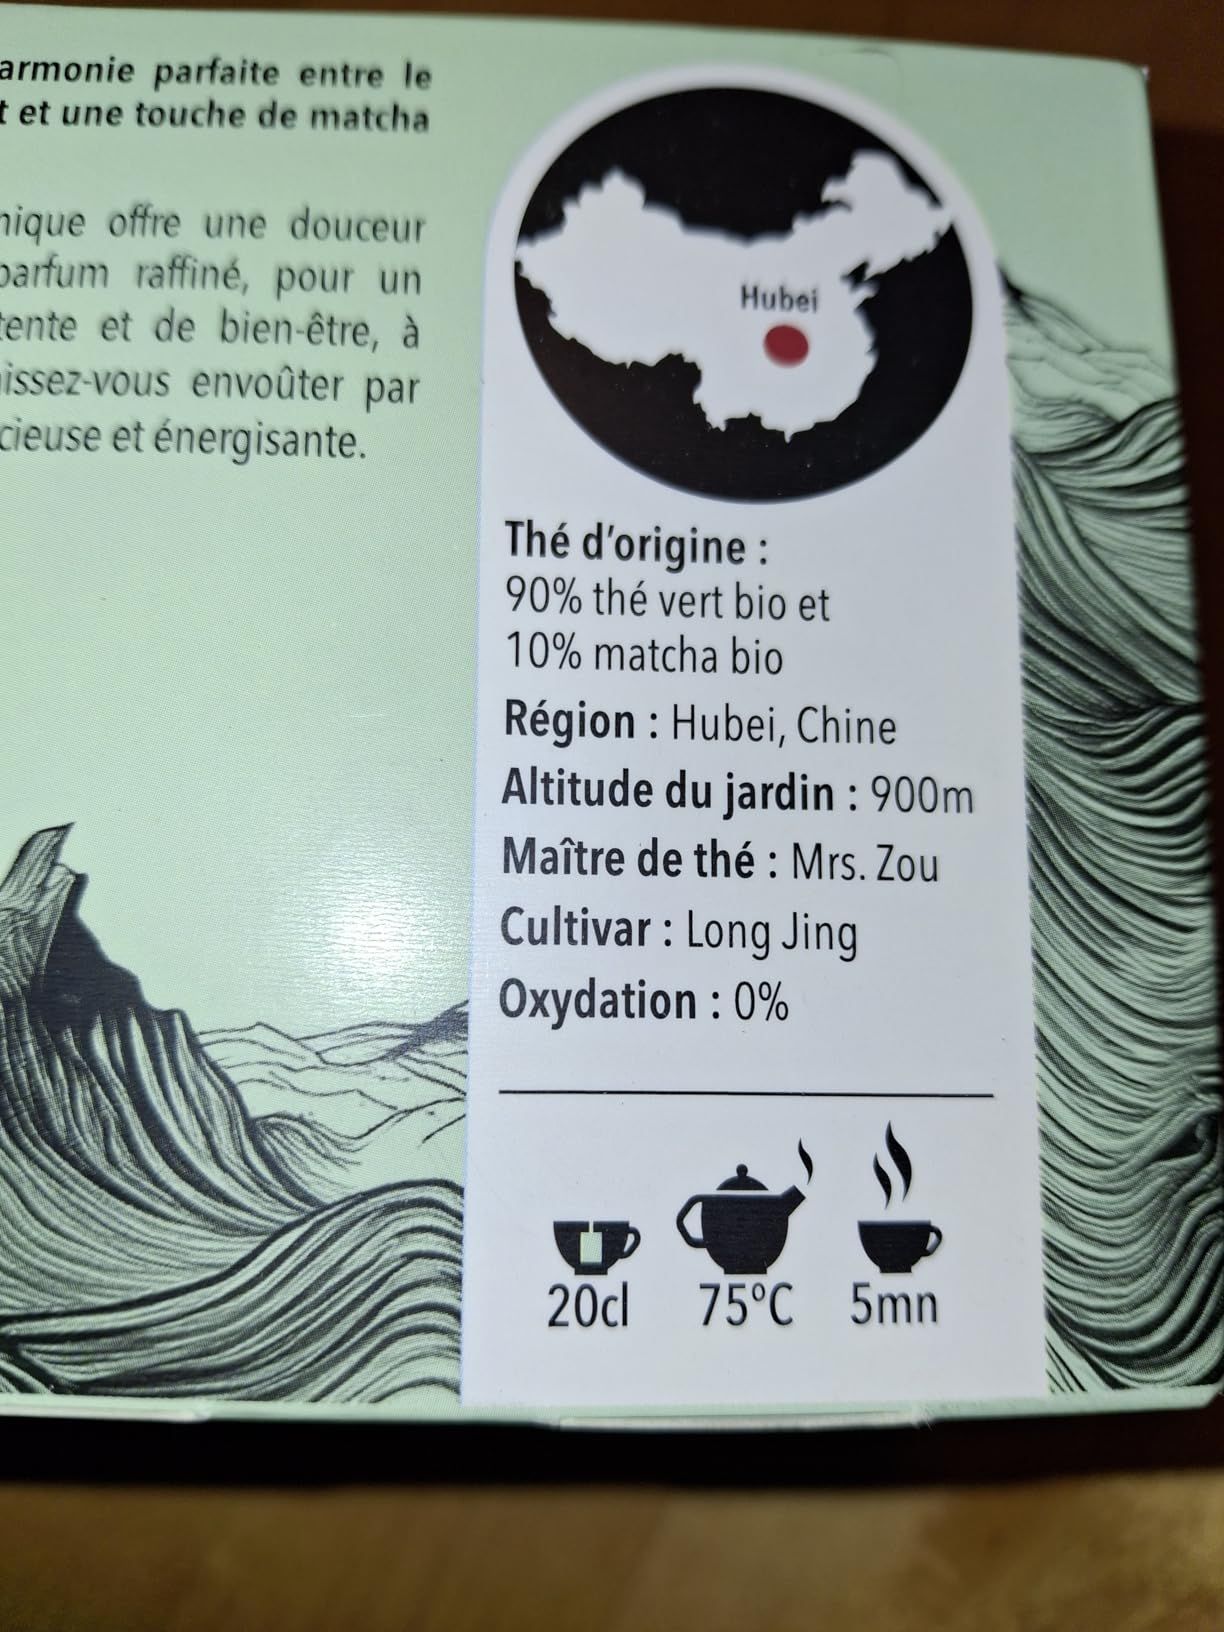 armonie parfaite entre le
t et une touche de matcha
nique offre une douceur
parfum raffiné, pour un
tente et de bien-être, à
issez-vous envoûter par
cieuse et énergisante.
Hubei
Thé d'origine :
90% thé vert bio et
10% matcha bio
Région : Hubei, Chine
Altitude du jardin : 900m
Maître de thé : Mrs. Zou
Cultivar : Long Jing
Oxydation : 0%
20cl 75°C 5mn